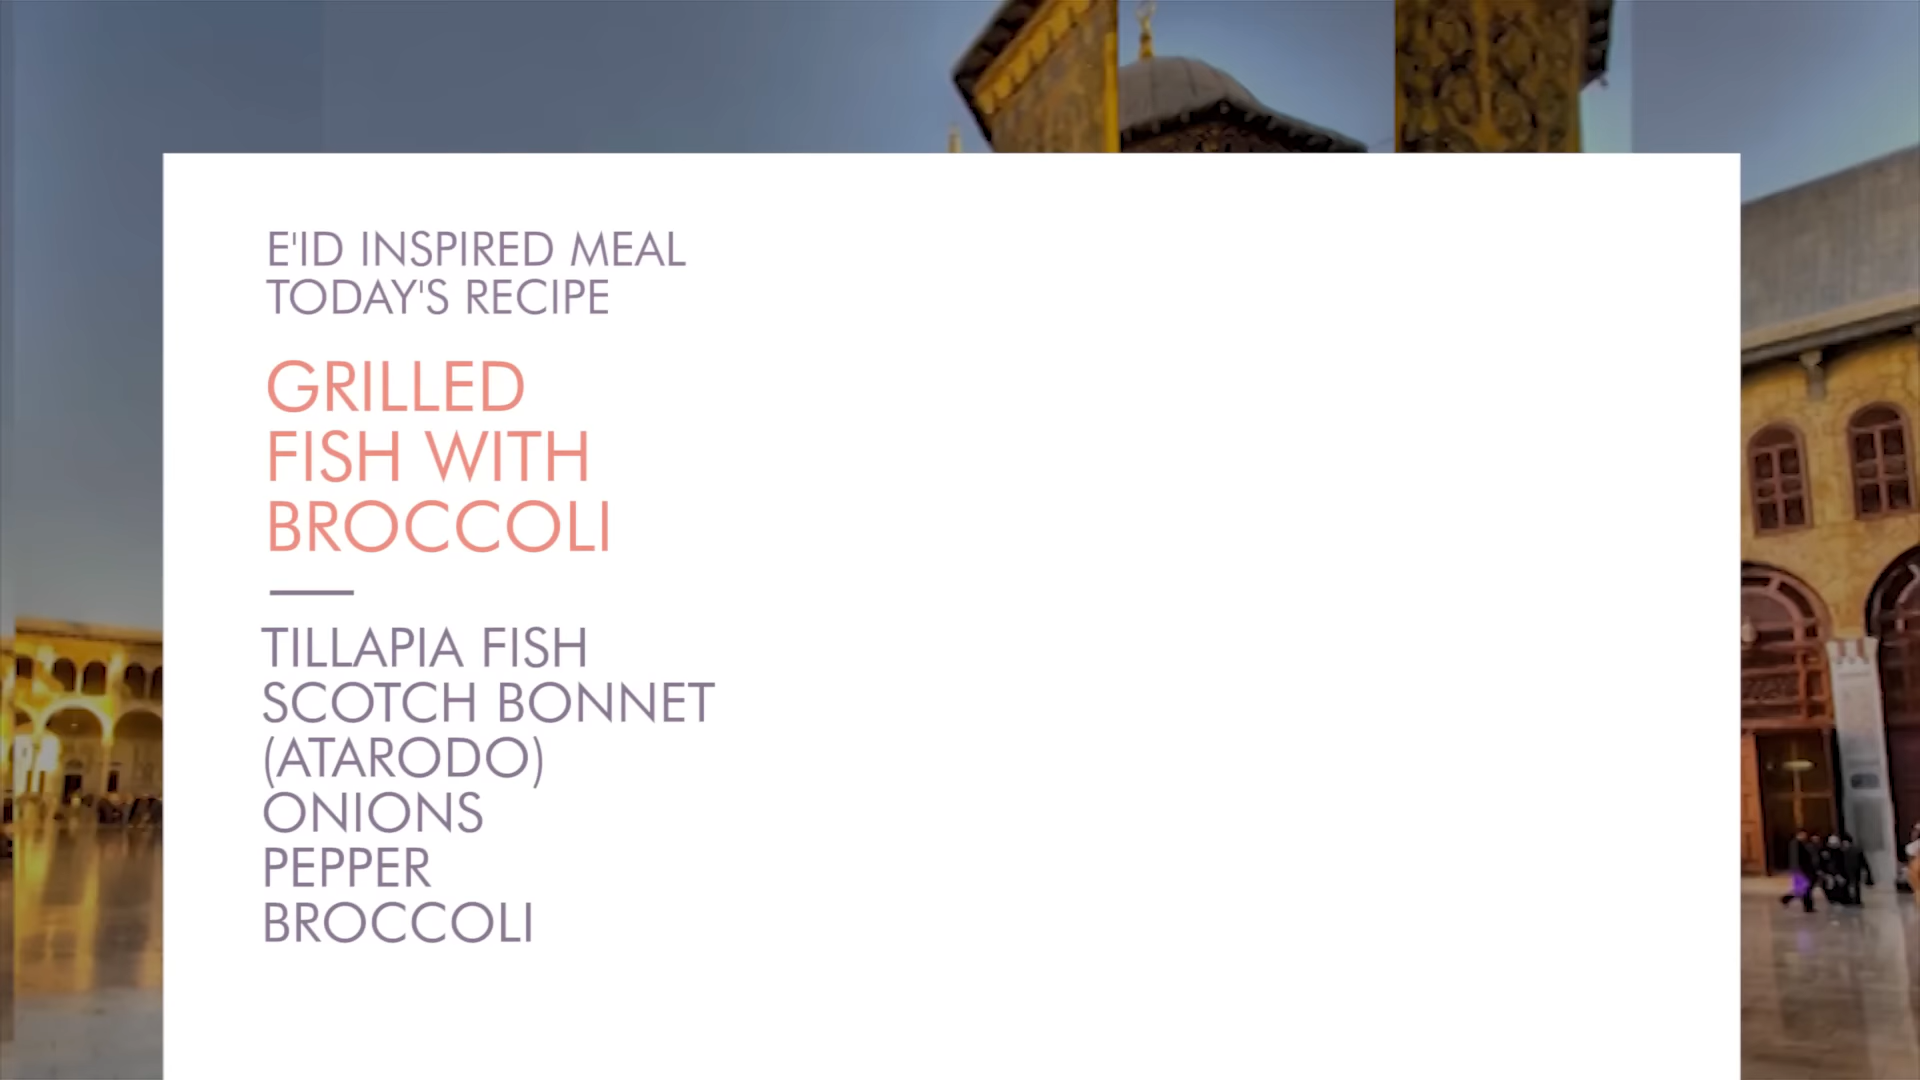 E'ID INSPIRED MEAL
TODAY'S RECIPE
GRILLED
FISH WITH
BROCCOLI
TILLAPIA FISH
SCOTCH BONNET
(ATARODO)
ONIONS
PEPPER
BROCCOLI